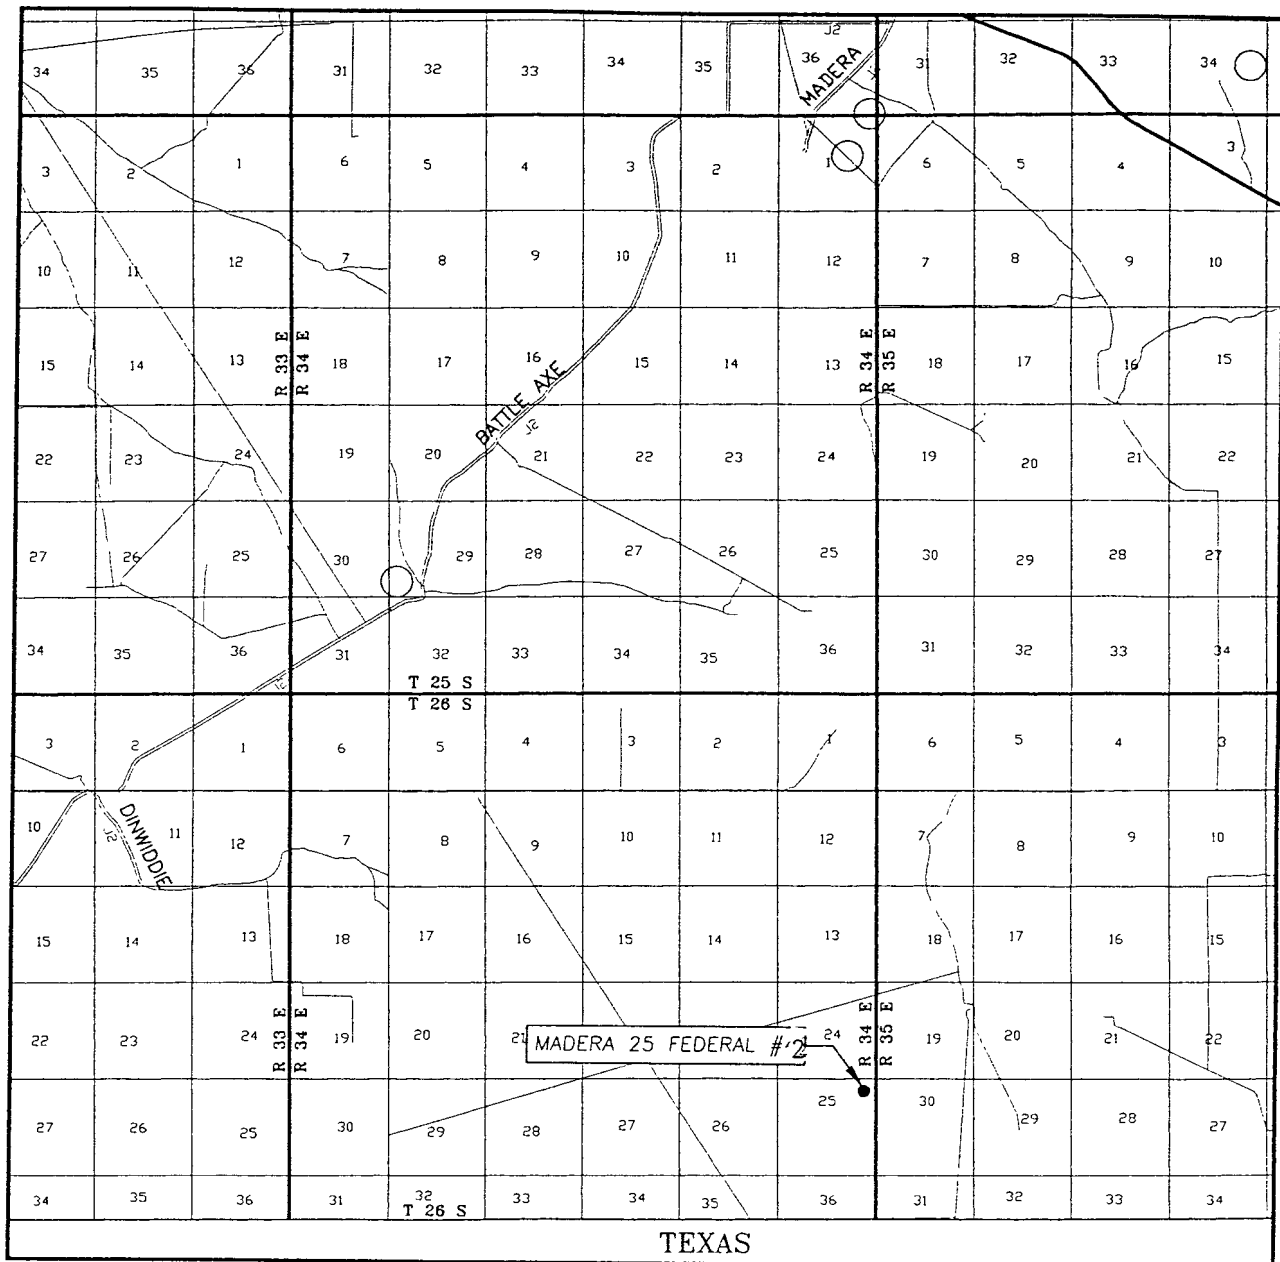 34 35 36 31 32 33 34 35 36 J2 MADERA 31 32 33 34
3 2 1 6 5 4 3 2 1 6 5 4 3
10 11 12 7 8 9 10 11 12 7 8 9 10
15 14 13 R 33 E R 34 E 18 17 16 15 14 13 R 34 E R 35 E 18 17 16 15
BATTLE AXE
J2
22 23 24 19 20 21 22 23 24 19 20 21 22
27 26 25 30 29 28 27 26 25 30 29 28 27
34 35 36 31 32 33 34 35 36 31 32 33 34
T 25 S
T 26 S
3 2 1 6 5 4 3 2 1 6 5 4 3
10 J2 DINWIDDIE 11 12 7 8 9 10 11 12 7 8 9 10
15 14 13 18 17 16 15 14 13 18 17 16 15
22 23 24 R 33 E R 34 E 19 20 21 24 R 34 E R 35 E 19 20 21 22
MADERA 25 FEDERAL #2
27 26 25 30 29 28 27 26 25 30 29 28 27
34 35 36 31 32 33 34 35 36 31 32 33 34
T 26 S
TEXAS